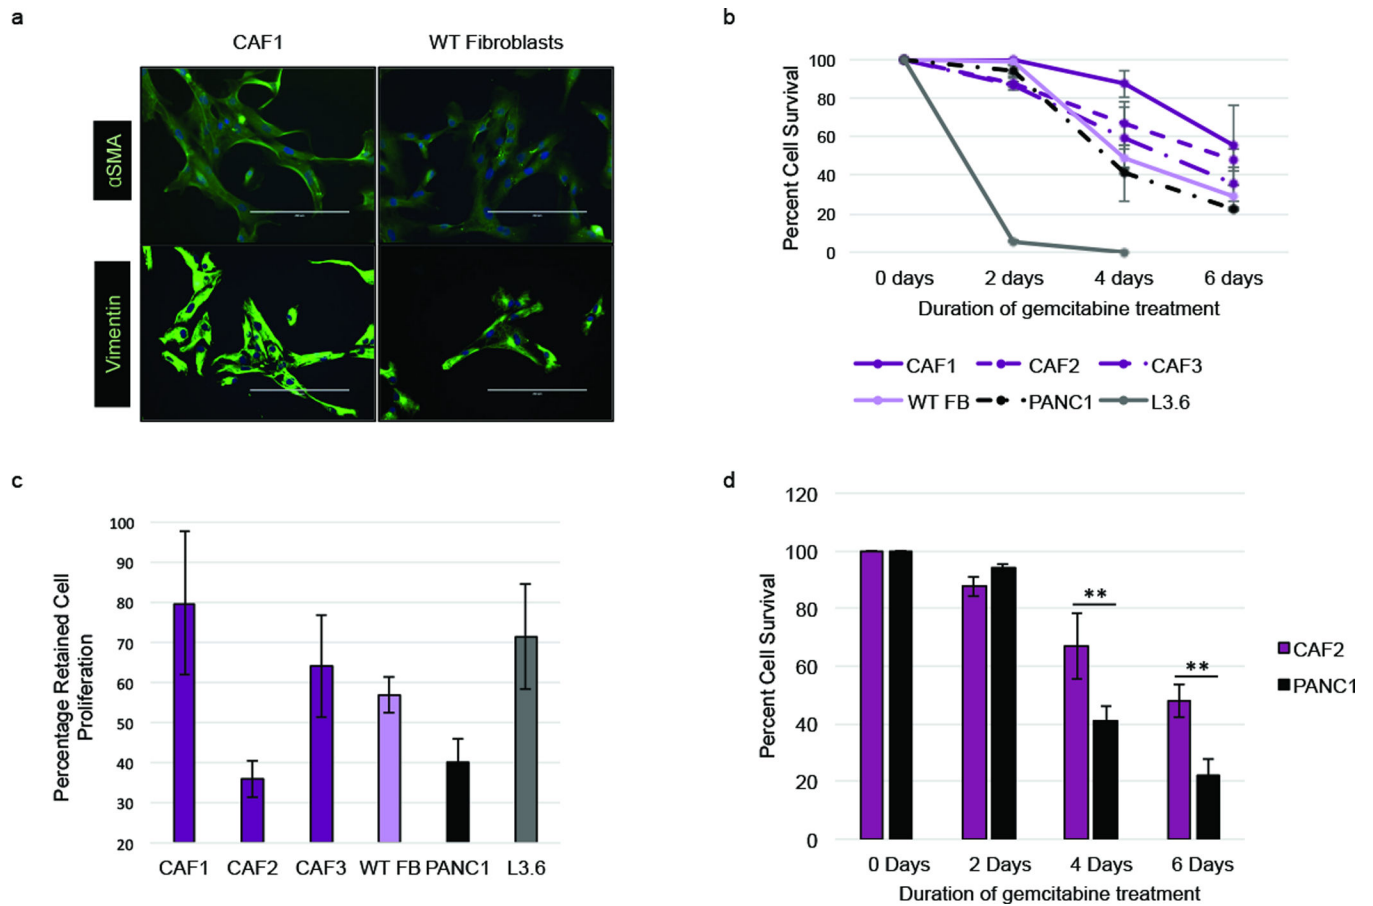 a
CAF1
WT Fibroblasts
αSMA
Vimentin
b
Percent Cell Survival
100
80
60
40
20
0
0 days
2 days
4 days
6 days
Duration of gemcitabine treatment
CAF1
CAF2
CAF3
WT FB
PANC1
L3.6
c
Percentage Retained Cell
Proliferation
100
90
80
70
60
50
40
30
20
CAF1
CAF2
CAF3
WT FB
PANC1
L3.6
d
Percent Cell Survival
120
100
80
60
40
20
0
**
**
0 Days
2 Days
4 Days
6 Days
Duration of gemcitabine treatment
CAF2
PANC1